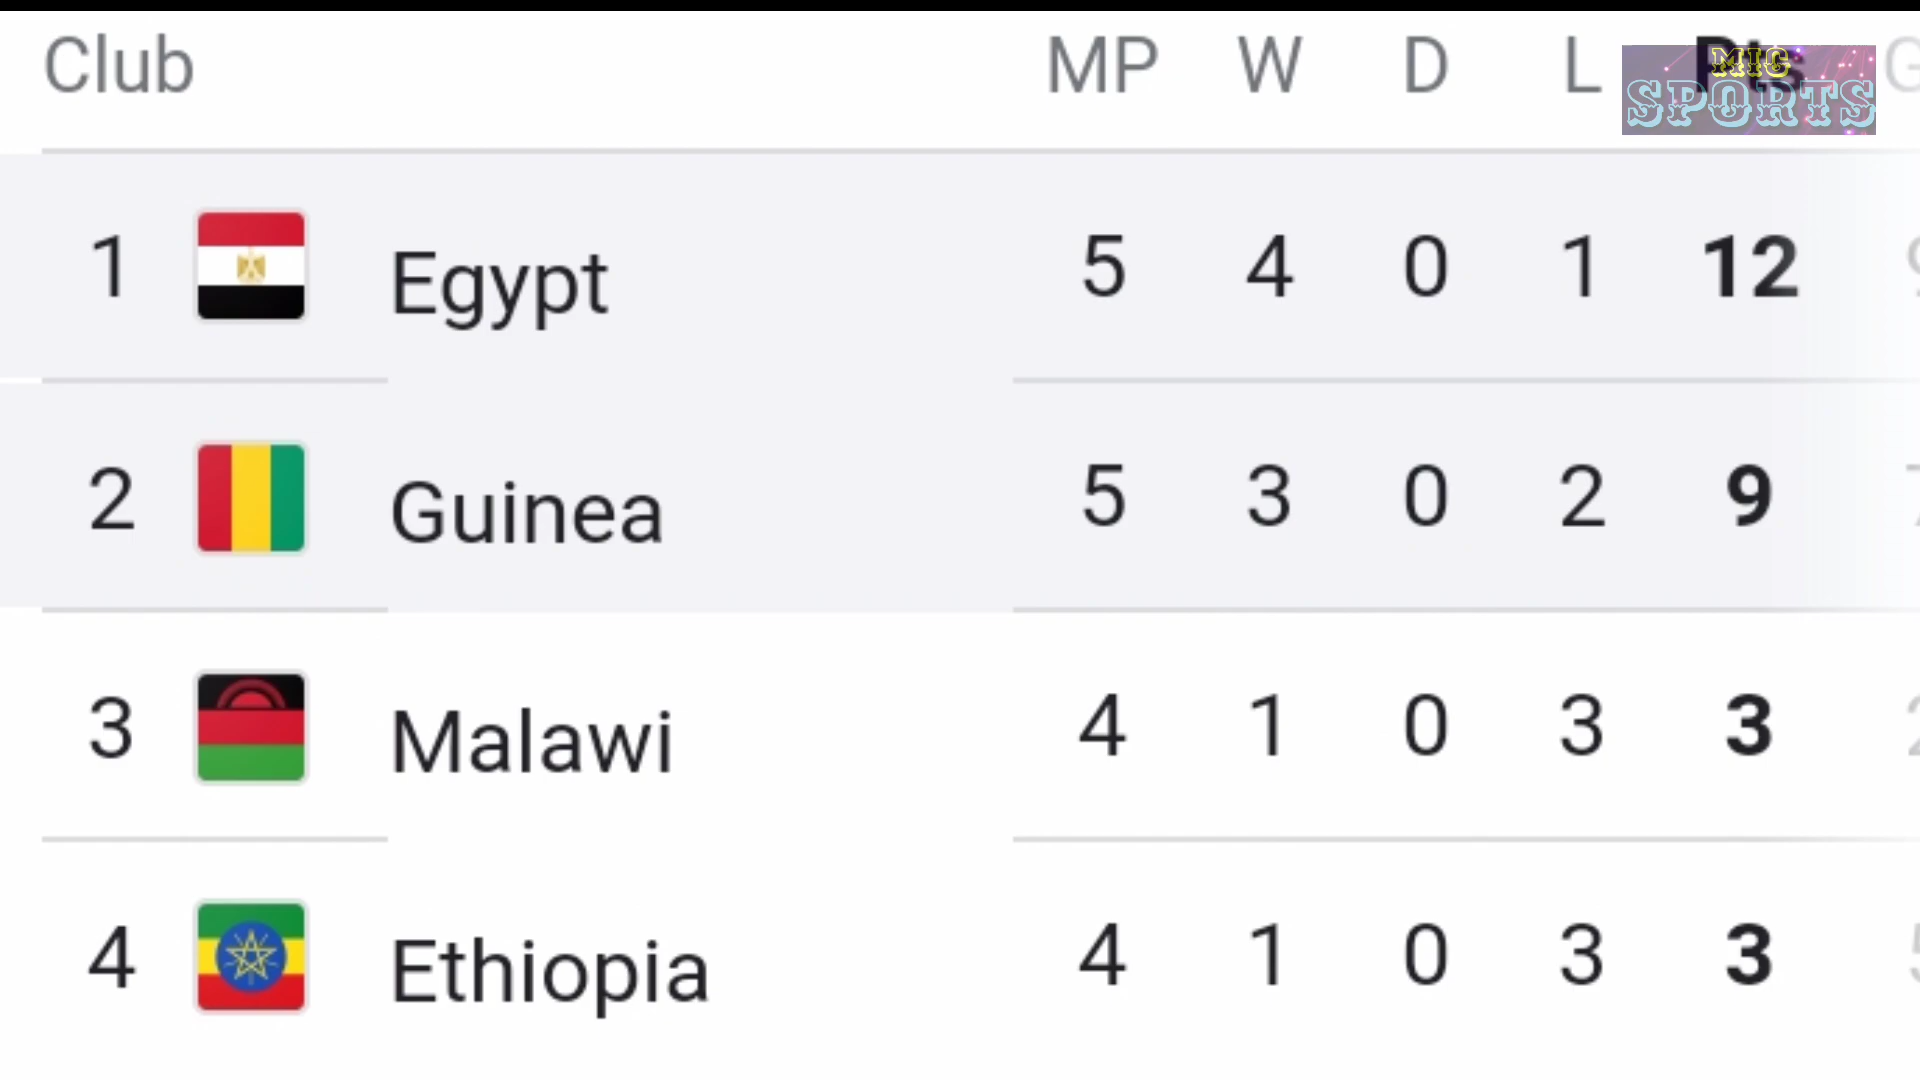 Club MP W D L Pts
MIG
SPORTS
1 Egypt 5 4 0 1 12
2 Guinea 5 3 0 2 9
3 Malawi 4 1 0 3 3
4 Ethiopia 4 1 0 3 3